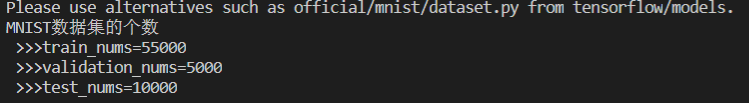 Please use alternatives such as official/mnist/dataset.py from tensorflow/models.
MNIST数据集的个数
>>>train_nums=55000
>>>validation_nums=5000
>>>test_nums=10000